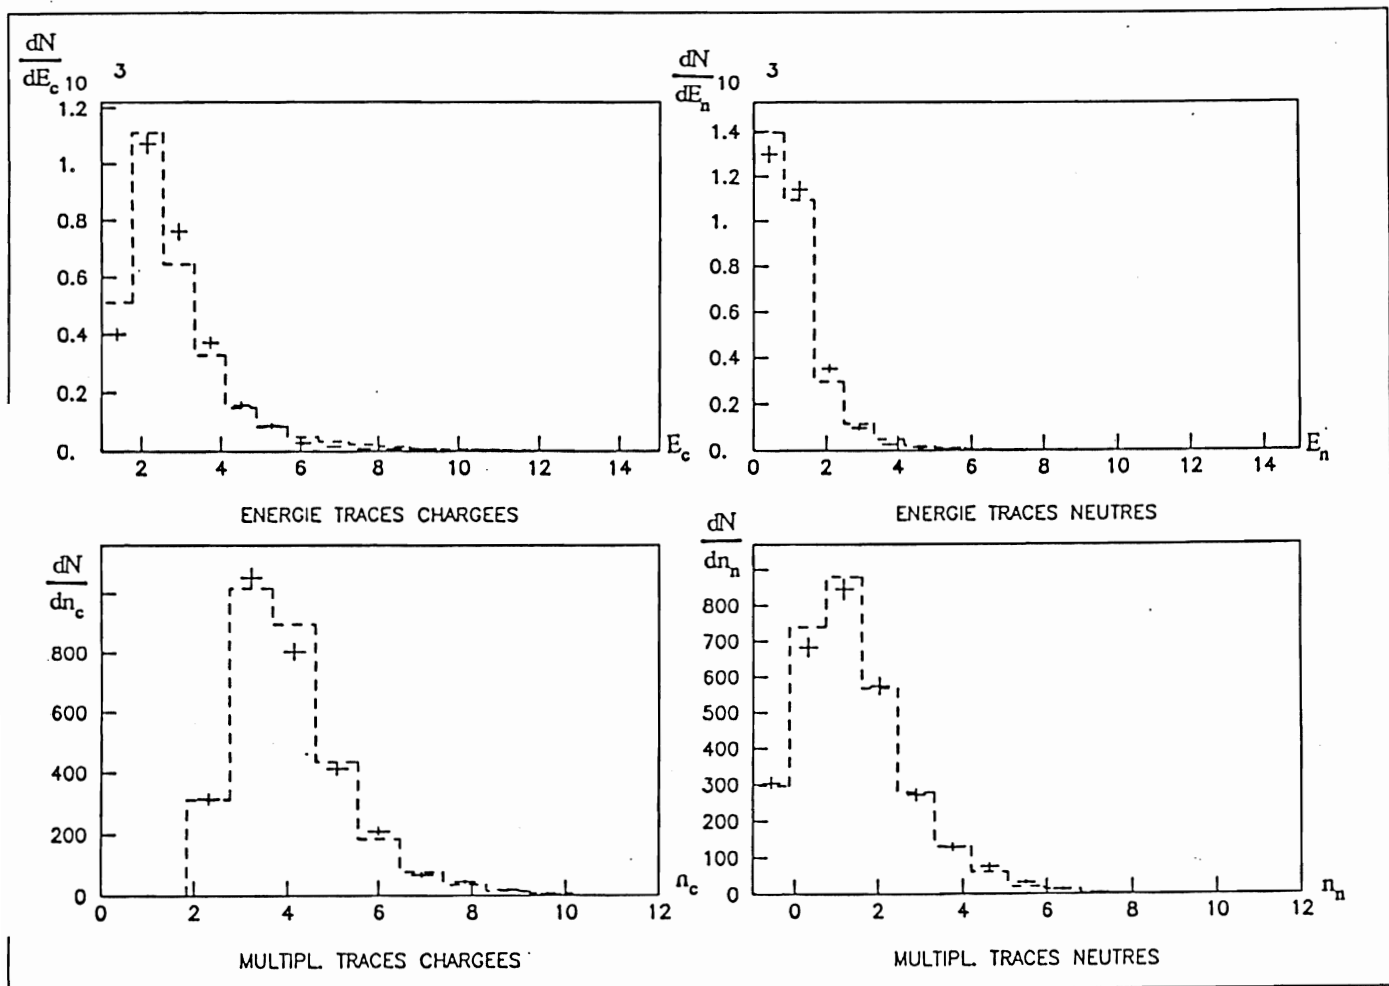 dN
dE_c 10 3
1.2
1.
0.8
0.6
0.4
0.2
0.
2 4 6 8 10 12 14 E_c
ENERGIE TRACES CHARGEES
dN
dE_n 10 3
1.4
1.2
1.
0.8
0.6
0.4
0.2
0.
0 2 4 6 8 10 12 14 E_n
ENERGIE TRACES NEUTRES
dN
dn_c
800
600
400
200
0
0 2 4 6 8 10 12 n_c
MULTIPL. TRACES CHARGEES
dN
dn_n
800
700
600
500
400
300
200
100
0
0 2 4 6 8 10 12 n_n
MULTIPL. TRACES NEUTRES